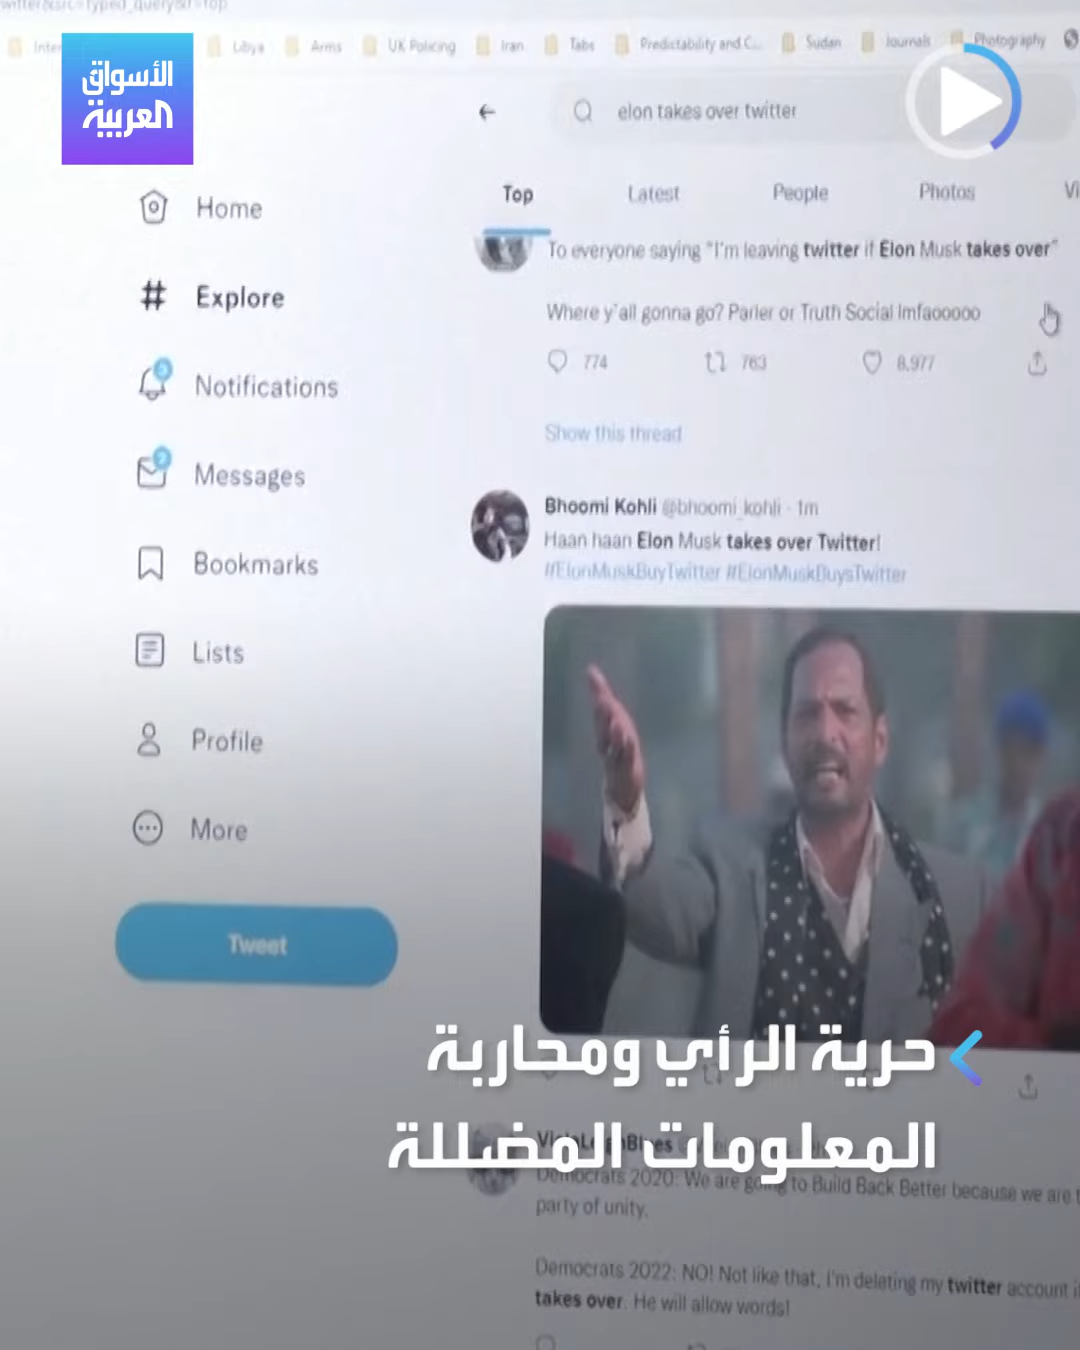 Libya
Arms
UK Policing
Iran
Tabs
Predictability and C...
Sudan
Journals
Photography
الأسواق
العربية
elon takes over twitter
Top
Latest
People
Photos
Home
Explore
Notifications
Messages
Bookmarks
Lists
Profile
More
Tweet
To everyone saying "I'm leaving twitter if Elon Musk takes over"
Where y'all gonna go? Parler or Truth Social lmfaooooo
774
763
8,977
Show this thread
Bhoomi Kohli @bhoomi_kohli · 1m
Haan haan Elon Musk takes over Twitter!
#ElonMuskBuyTwitter #ElonMuskBuysTwitter
حرية الرأي ومحاربة
المعلومات المضللة
Democrats 2020: We are going to Build Back Better because we are
party of unity.
Democrats 2022: NO! Not like that, I'm deleting my twitter account
takes over. He will allow words!